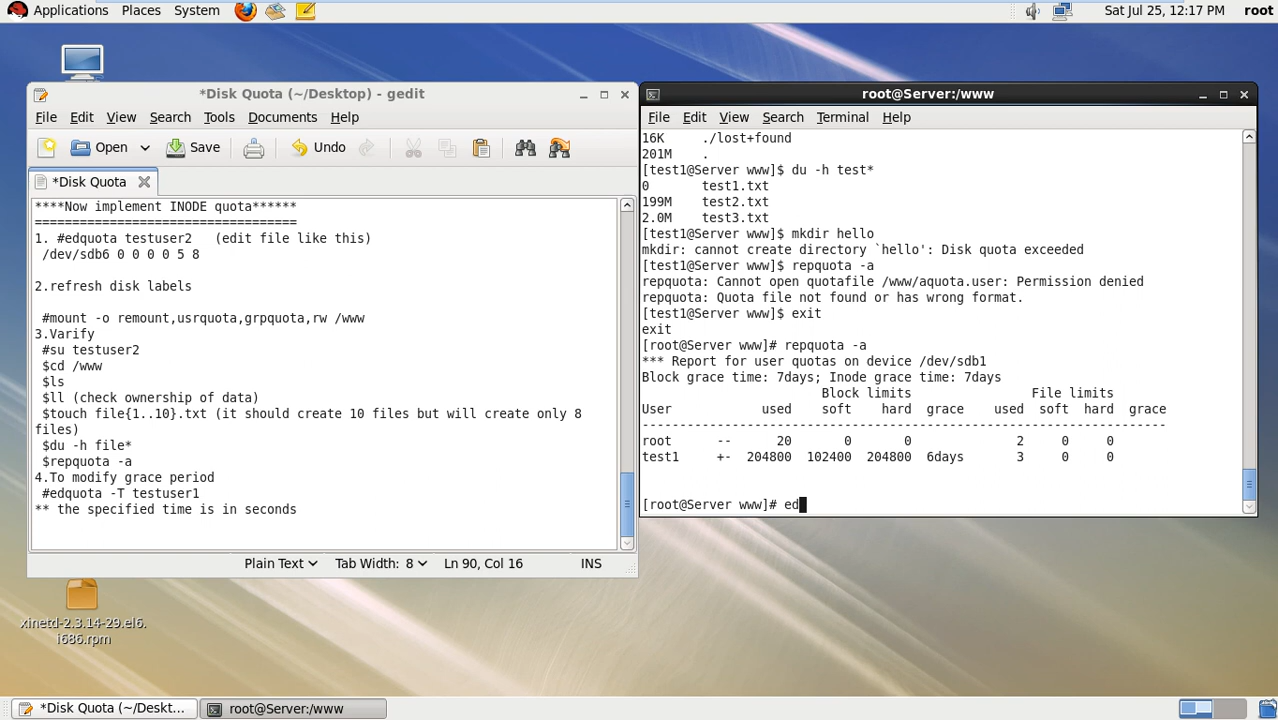 Applications Places System Sat Jul 25, 12:17 PM root
*Disk Quota (~/Desktop) - gedit
File Edit View Search Tools Documents Help
Open Save Undo
*Disk Quota
****Now implement INODE quota******
===================================
1. #edquota testuser2 (edit file like this)
/dev/sdb6 0 0 0 0 5 8
2.refresh disk labels
#mount -o remount,usrquota,grpquota,rw /www
3.Varify
#su testuser2
$cd /www
$ls
$ll (check ownership of data)
$touch file{1..10}.txt (it should create 10 files but will create only 8
files)
$du -h file*
$repquota -a
4.To modify grace period
#edquota -T testuser1
** the specified time is in seconds
Plain Text Tab Width: 8 Ln 90, Col 16 INS
root@Server:/www
File Edit View Search Terminal Help
16K ./lost+found
201M .
[test1@Server www]$ du -h test*
0 test1.txt
199M test2.txt
2.0M test3.txt
[test1@Server www]$ mkdir hello
mkdir: cannot create directory `hello': Disk quota exceeded
[test1@Server www]$ repquota -a
repquota: Cannot open quotafile /www/aquota.user: Permission denied
repquota: Quota file not found or has wrong format.
[test1@Server www]$ exit
exit
[root@Server www]# repquota -a
*** Report for user quotas on device /dev/sdb1
Block grace time: 7days; Inode grace time: 7days
Block limits File limits
User used soft hard grace used soft hard grace
----------------------------------------------------------------------
root -- 20 0 0 2 0 0
test1 +- 204800 102400 204800 6days 3 0 0
[root@Server www]# ed
xinetd-2.3.14-29.el6.
i686.rpm
*Disk Quota (~/Deskt... root@Server:/www